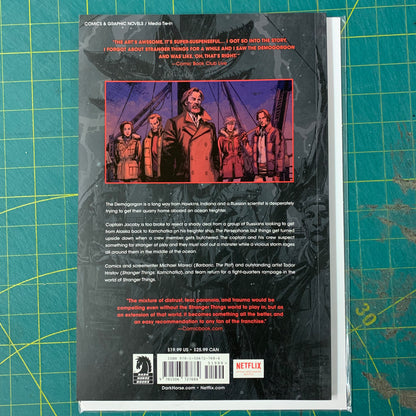 COMICS & GRAPHIC NOVELS / Media Tie-In
"THE ART IS AWESOME, IT'S SUPER-SUSPENSEFUL... I GOT SO INTO THE STORY,
I FORGOT ABOUT STRANGER THINGS FOR A WHILE AND I SAW THE DEMOGORGON
AND WAS LIKE, OH, THAT'S RIGHT."
—Comic Book Club Live
The Demogorgon is a long way from Hawkins, Indiana and a Russian scientist is desperately
trying to get their quarry home aboard an ocean freighter.
Captain Jacoby is too broke to weird a shady deal from a group of Russians looking to get
from Alaska back to Kamchatka on his freighter ship, The Persephone, but things get turned
upside down when a crew member gets butchered. The captain and his crew suspect
something far stranger at play and they must root out a monster while a vicious storm rages
all around them in the middle of the ocean.
Comics and screenwriter Michael Moreci (Barbaric, The Plot) and outstanding artist Todor
Hristov (Stranger Things: Kamchatka), and team return for a fright-quarters rampage in the
world of Stranger Things.
"The mixture of distrust, fear, paranoia, and trauma would be
compelling even without the Stranger Things world to play in, but as
an extension of that world, it becomes something all the better, and
an easy recommendation to any fan of the franchise."
—Comicbook.com
$19.99 US - $25.99 CAN
DARK
HORSE
BOOKS
NETFLIX
DarkHorse.com • Netflix.com